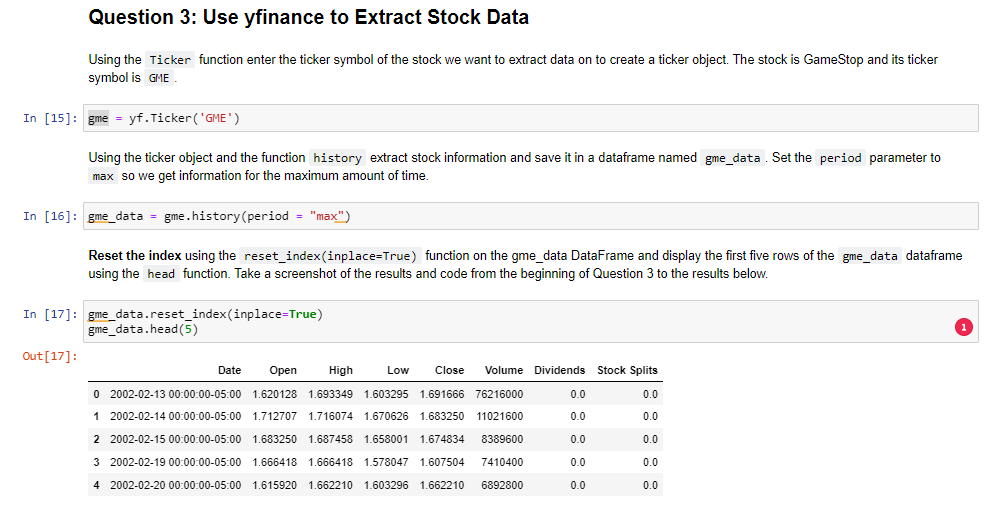 Question 3: Use yfinance to Extract Stock Data
Using the Ticker function enter the ticker symbol of the stock we want to extract data on to create a ticker object. The stock is GameStop and its ticker
symbol is GME .
In [15]: gme = yf.Ticker('GME')
Using the ticker object and the function history extract stock information and save it in a dataframe named gme_data . Set the period parameter to
max so we get information for the maximum amount of time.
In [16]: gme_data = gme.history(period = "max")
Reset the index using the reset_index(inplace=True) function on the gme_data DataFrame and display the first five rows of the gme_data dataframe
using the head function. Take a screenshot of the results and code from the beginning of Question 3 to the results below.
In [17]: gme_data.reset_index(inplace=True)
gme_data.head(5)
1
Out[17]:
Date Open High Low Close Volume Dividends Stock Splits
0 2002-02-13 00:00:00-05:00 1.620128 1.693349 1.603295 1.691666 76216000 0.0 0.0
1 2002-02-14 00:00:00-05:00 1.712707 1.716074 1.670626 1.683250 11021600 0.0 0.0
2 2002-02-15 00:00:00-05:00 1.683250 1.687458 1.658001 1.674834 8389600 0.0 0.0
3 2002-02-19 00:00:00-05:00 1.666418 1.666418 1.578047 1.607504 7410400 0.0 0.0
4 2002-02-20 00:00:00-05:00 1.615920 1.662210 1.603296 1.662210 6892800 0.0 0.0